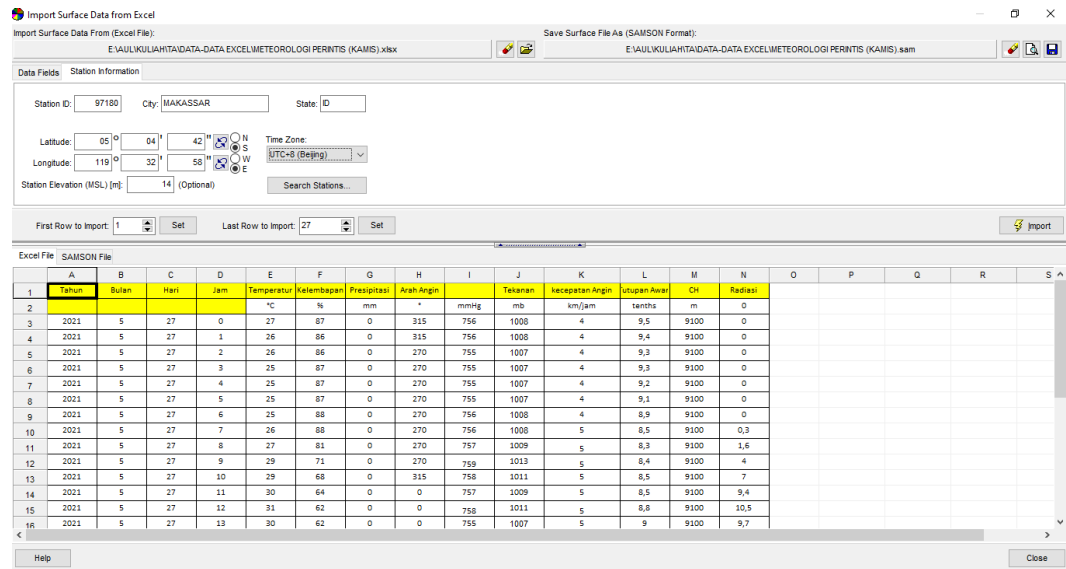 Import Surface Data from Excel
Import Surface Data From (Excel File): Save Surface File As (SAMSON Format):
E:\AUL\KULIAH\TA\DATA-DATA EXCEL\METEOROLOGI PERINTIS (KAMIS).xlsx E:\AUL\KULIAH\TA\DATA-DATA EXCEL\METEOROLOGI PERINTIS (KAMIS).sam
Data Fields Station Information
Station ID: 97180 City: MAKASSAR State: ID
Latitude: 05 ° 04 ' 42 " N S Time Zone:
UTC+8 (Beijing)
Longitude: 119 ° 32 ' 58 " W E
Station Elevation (MSL) [m]: 14 (Optional) Search Stations...
First Row to Import: 1 Set Last Row to Import: 27 Set Import
Excel File SAMSON File
A B C D E F G H I J K L M N O P Q R S
1 Tahun Bulan Hari Jam Temperatur Kelembapan Presipitasi Arah Angin Tekanan kecepatan Angin Tutupan Awan CH Radiasi
2 °C % mm ° mmHg mb km/jam tenths m 0
3 2021 5 27 0 27 87 0 315 756 1008 4 9,5 9100 0
4 2021 5 27 1 26 86 0 315 756 1008 4 9,4 9100 0
5 2021 5 27 2 26 86 0 270 755 1007 4 9,3 9100 0
6 2021 5 27 3 25 87 0 270 755 1007 4 9,3 9100 0
7 2021 5 27 4 25 87 0 270 755 1007 4 9,2 9100 0
8 2021 5 27 5 25 87 0 270 755 1007 4 9,1 9100 0
9 2021 5 27 6 25 88 0 270 756 1008 4 8,9 9100 0
10 2021 5 27 7 26 88 0 270 756 1008 5 8,5 9100 0,3
11 2021 5 27 8 27 81 0 270 757 1009 5 8,3 9100 1,6
12 2021 5 27 9 29 71 0 270 759 1013 5 8,4 9100 4
13 2021 5 27 10 29 68 0 315 758 1011 5 8,5 9100 7
14 2021 5 27 11 30 64 0 0 757 1009 5 8,5 9100 9,4
15 2021 5 27 12 31 62 0 0 758 1011 5 8,8 9100 10,5
16 2021 5 27 13 30 62 0 0 755 1007 5 9 9100 9,7
Help Close